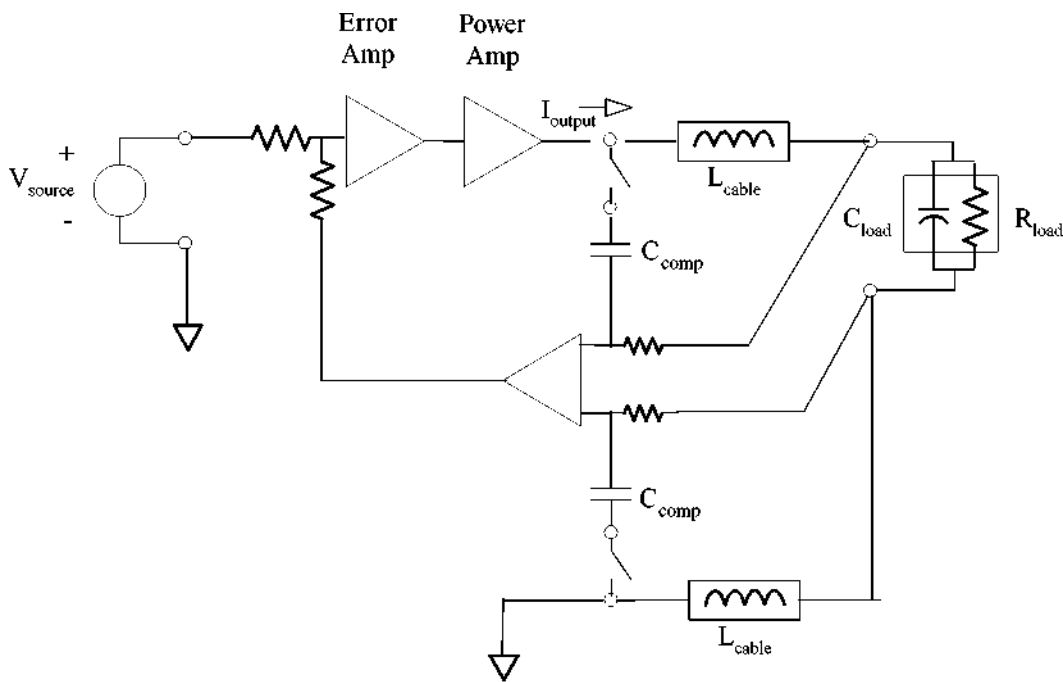 Error
Amp
Power
Amp
I output
+
V source
-
L cable
C load
R load
C comp
C comp
L cable